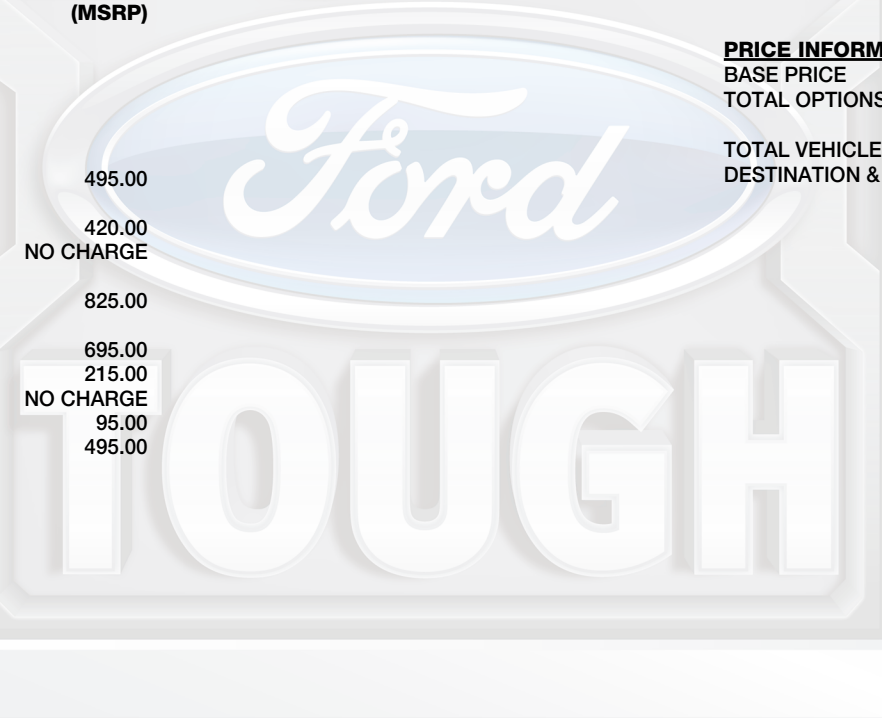 (MSRP)
495.00
420.00
NO CHARGE
825.00
695.00
215.00
NO CHARGE
95.00
495.00
PRICE INFORM
BASE PRICE
TOTAL OPTIONS
TOTAL VEHICLE
DESTINATION &
Ford
TOUGH